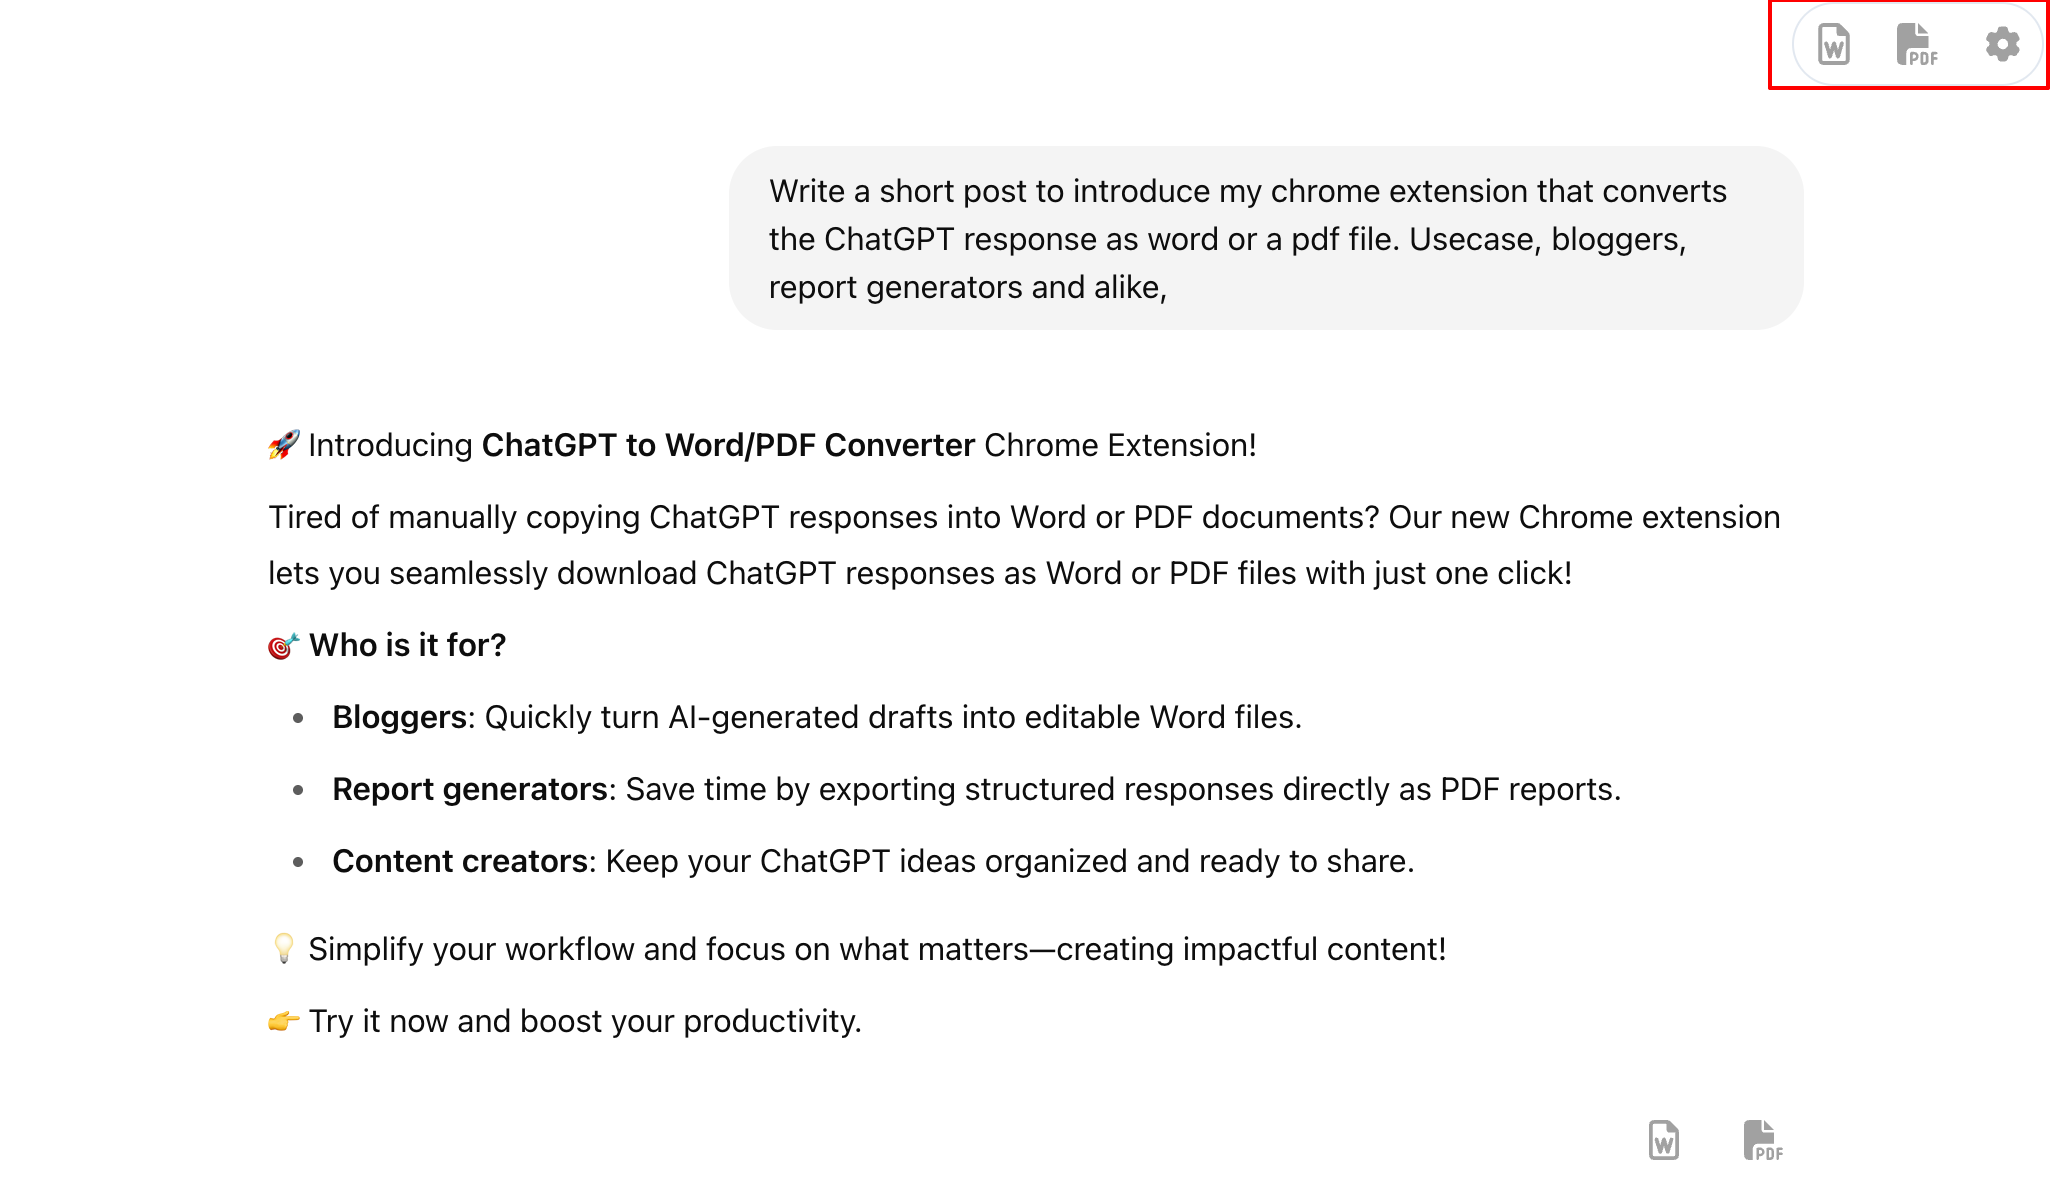 W PDF
Write a short post to introduce my chrome extension that converts
the ChatGPT response as word or a pdf file. Usecase, bloggers,
report generators and alike,
🚀 Introducing ChatGPT to Word/PDF Converter Chrome Extension!
Tired of manually copying ChatGPT responses into Word or PDF documents? Our new Chrome extension
lets you seamlessly download ChatGPT responses as Word or PDF files with just one click!
🎯 Who is it for?
• Bloggers: Quickly turn AI-generated drafts into editable Word files.
• Report generators: Save time by exporting structured responses directly as PDF reports.
• Content creators: Keep your ChatGPT ideas organized and ready to share.
💡 Simplify your workflow and focus on what matters—creating impactful content!
👉 Try it now and boost your productivity.
W PDF